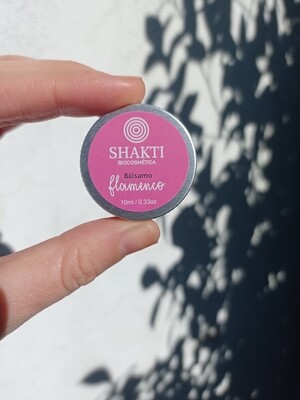 SHAKTI
BIOCOSMÉTICA
Bálsamo
flamenco
10ml / 0.33oz